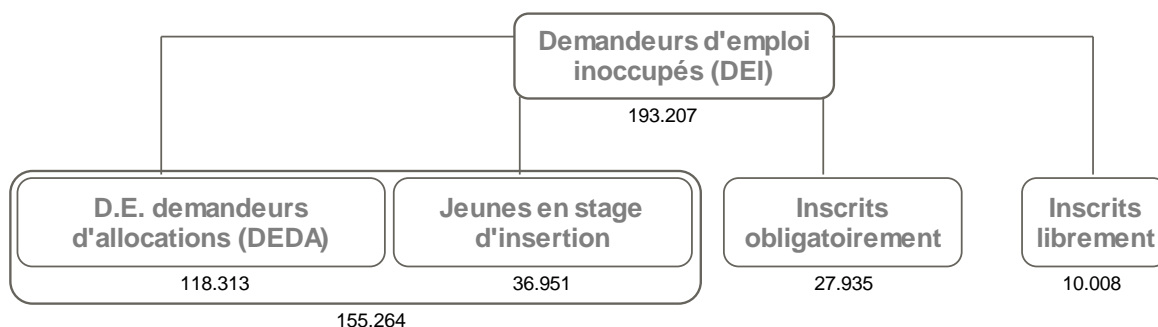 Demandeurs d'emploi
inoccupés (DEI)
193.207
D.E. demandeurs
d'allocations (DEDA)
118.313
Jeunes en stage
d'insertion
36.951
155.264
Inscrits
obligatoirement
27.935
Inscrits
librement
10.008